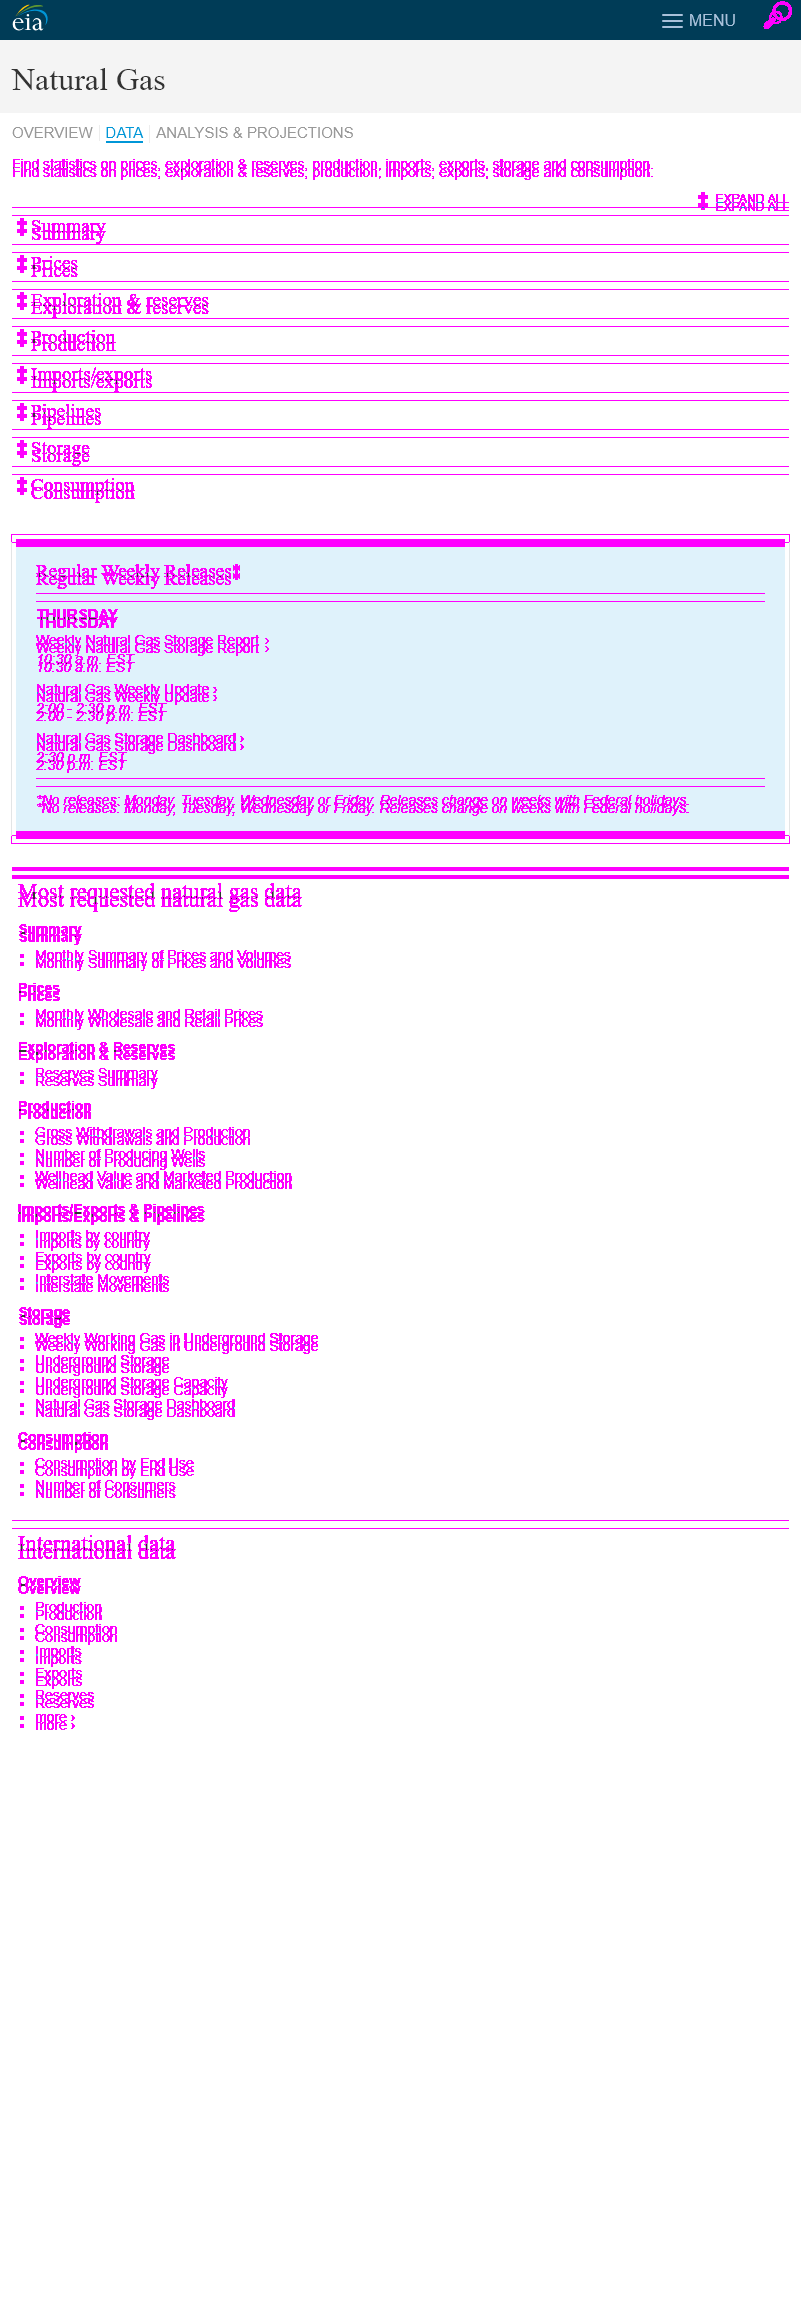 eia
MENU
Natural Gas
OVERVIEW DATA ANALYSIS & PROJECTIONS
Find statistics on prices, exploration & reserves, production, imports, exports, storage and consumption.
EXPAND ALL
Summary
Prices
Exploration & reserves
Production
Imports/exports
Pipelines
Storage
Consumption
Regular Weekly Releases‡
THURSDAY
Weekly Natural Gas Storage Report ›
10:30 a.m. EST
Natural Gas Weekly Update ›
2:00 - 2:30 p.m. EST
Natural Gas Storage Dashboard ›
2:30 p.m. EST
*No releases: Monday, Tuesday, Wednesday or Friday. Releases change on weeks with Federal holidays.
Most requested natural gas data
Summary
Monthly Summary of Prices and Volumes
Prices
Monthly Wholesale and Retail Prices
Exploration & Reserves
Reserves Summary
Production
Gross Withdrawals and Production
Number of Producing Wells
Wellhead Value and Marketed Production
Imports/Exports & Pipelines
Imports by country
Exports by country
Interstate Movements
Storage
Weekly Working Gas in Underground Storage
Underground Storage
Underground Storage Capacity
Natural Gas Storage Dashboard
Consumption
Consumption by End Use
Number of Consumers
International data
Overview
Production
Consumption
Imports
Exports
Reserves
more ›